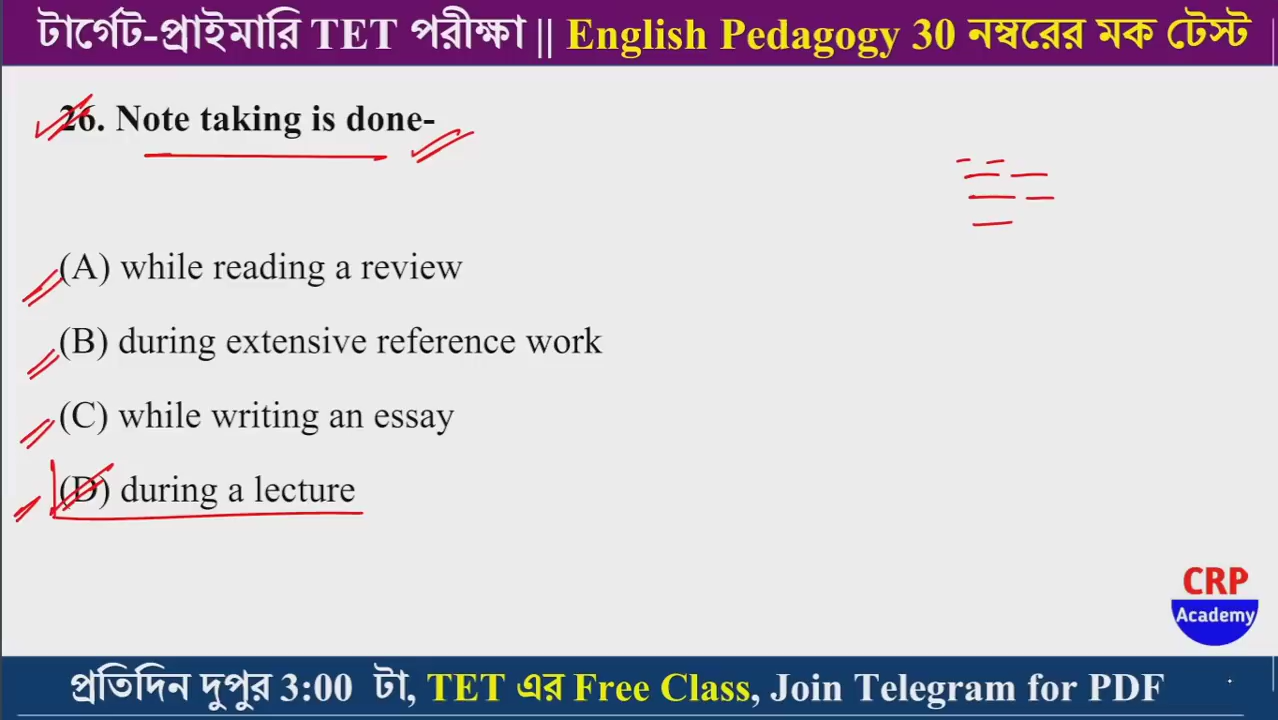 টার্গেট-প্রাইমারি TET পরীক্ষা || English Pedagogy 30 নম্বরের মক টেস্ট
26. Note taking is done-
(A) while reading a review
(B) during extensive reference work
(C) while writing an essay
(D) during a lecture
CRP
Academy
প্রতিদিন দুপুর 3:00 টা, TET এর Free Class, Join Telegram for PDF